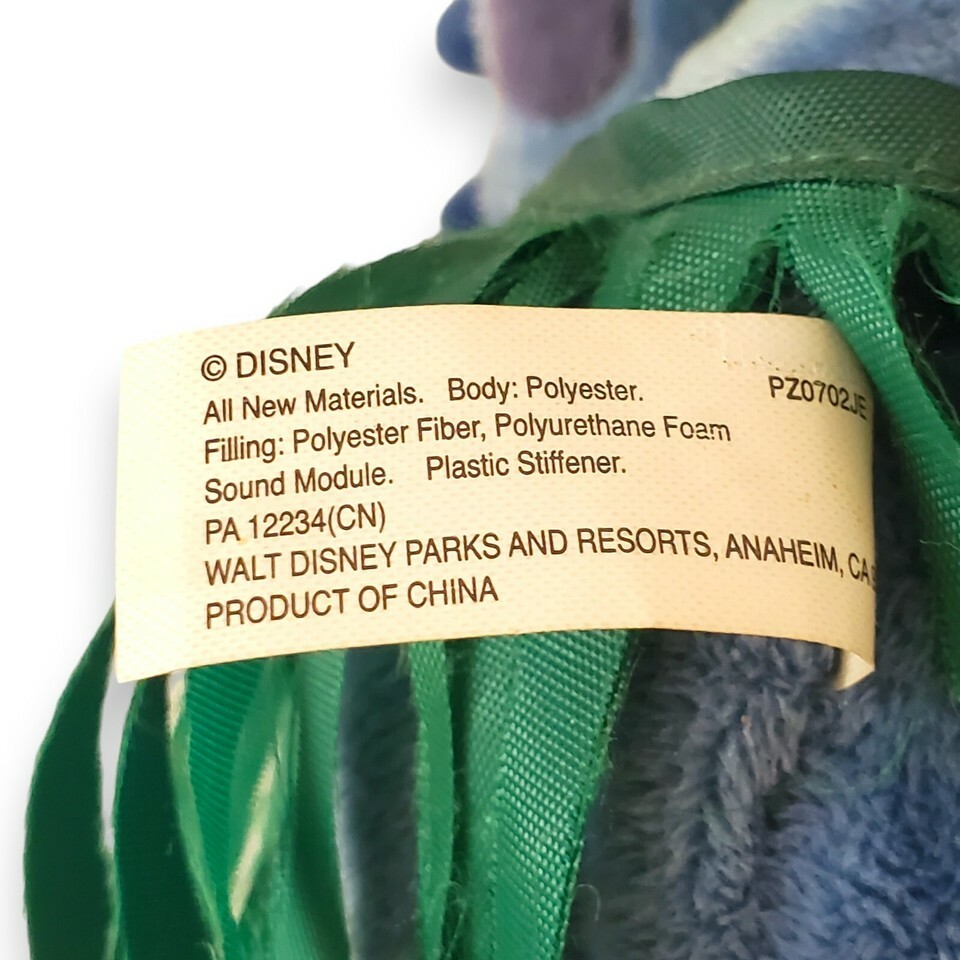 © DISNEY
All New Materials. Body: Polyester. PZ0702JE
Filling: Polyester Fiber, Polyurethane Foam
Sound Module. Plastic Stiffener.
PA 12234(CN)
WALT DISNEY PARKS AND RESORTS, ANAHEIM, CA
PRODUCT OF CHINA